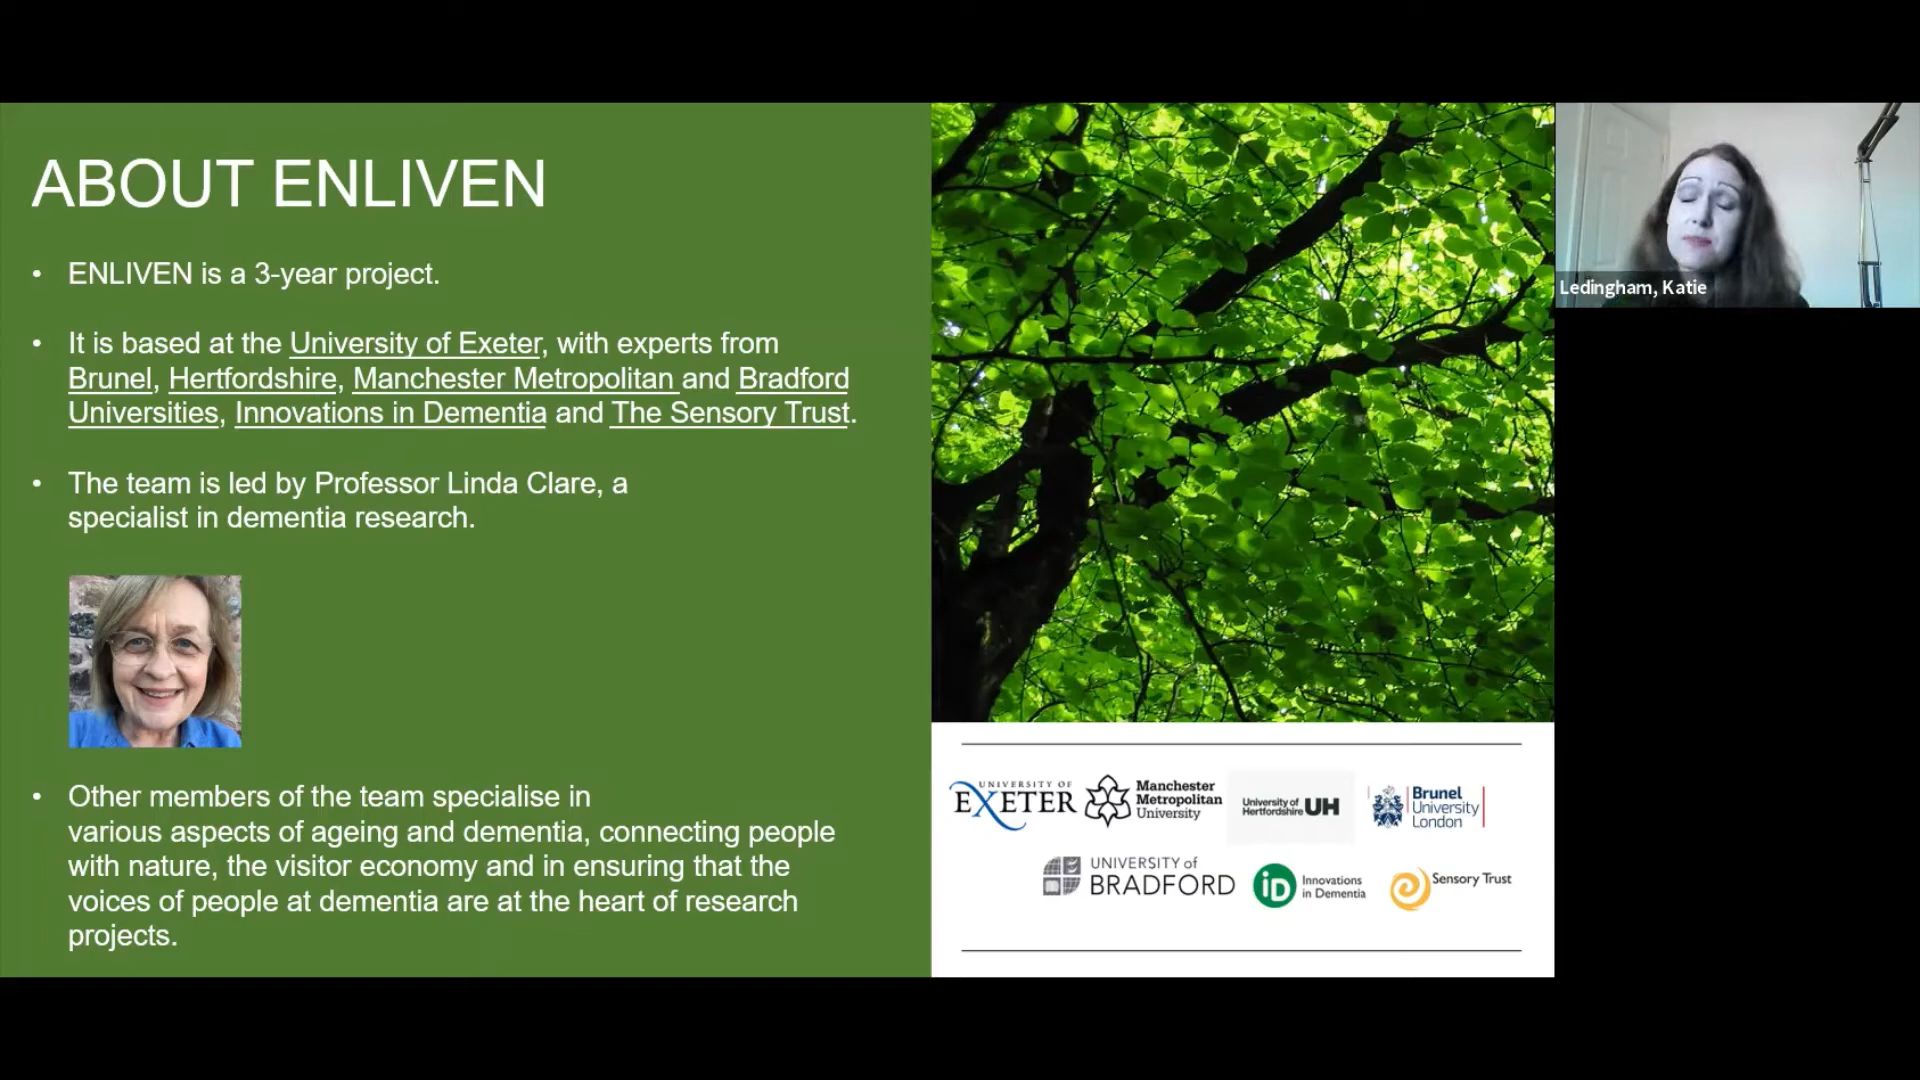 ABOUT ENLIVEN
• ENLIVEN is a 3-year project.
• It is based at the University of Exeter, with experts from
Brunel, Hertfordshire, Manchester Metropolitan and Bradford
Universities, Innovations in Dementia and The Sensory Trust.
• The team is led by Professor Linda Clare, a
specialist in dementia research.
• Other members of the team specialise in
various aspects of ageing and dementia, connecting people
with nature, the visitor economy and in ensuring that the
voices of people at dementia are at the heart of research
projects.
UNIVERSITY OF
EXETER
Manchester
Metropolitan
University
University of
Hertfordshire UH
Brunel
University
London
UNIVERSITY of
BRADFORD
iD
Innovations
in Dementia
Sensory Trust
Ledingham, Katie